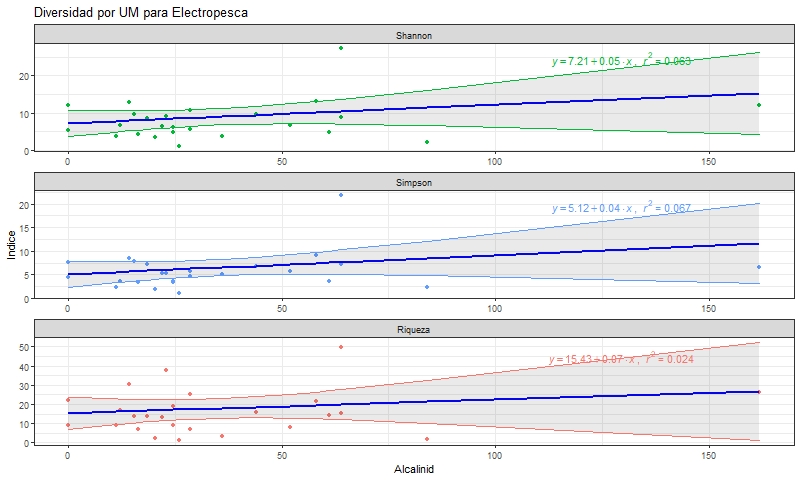 Diversidad por UM para Electropesca
Shannon
y = 7.21 + 0.05 · x , r² = 0.063
20
10
0
0 50 100 150
Simpson
y = 5.12 + 0.04 · x , r² = 0.067
20
15
10
5
0
0 50 100 150
Indice
Riqueza
y = 15.43 + 0.07 · x , r² = 0.024
50
40
30
20
10
0
0 50 100 150
Alcalinid